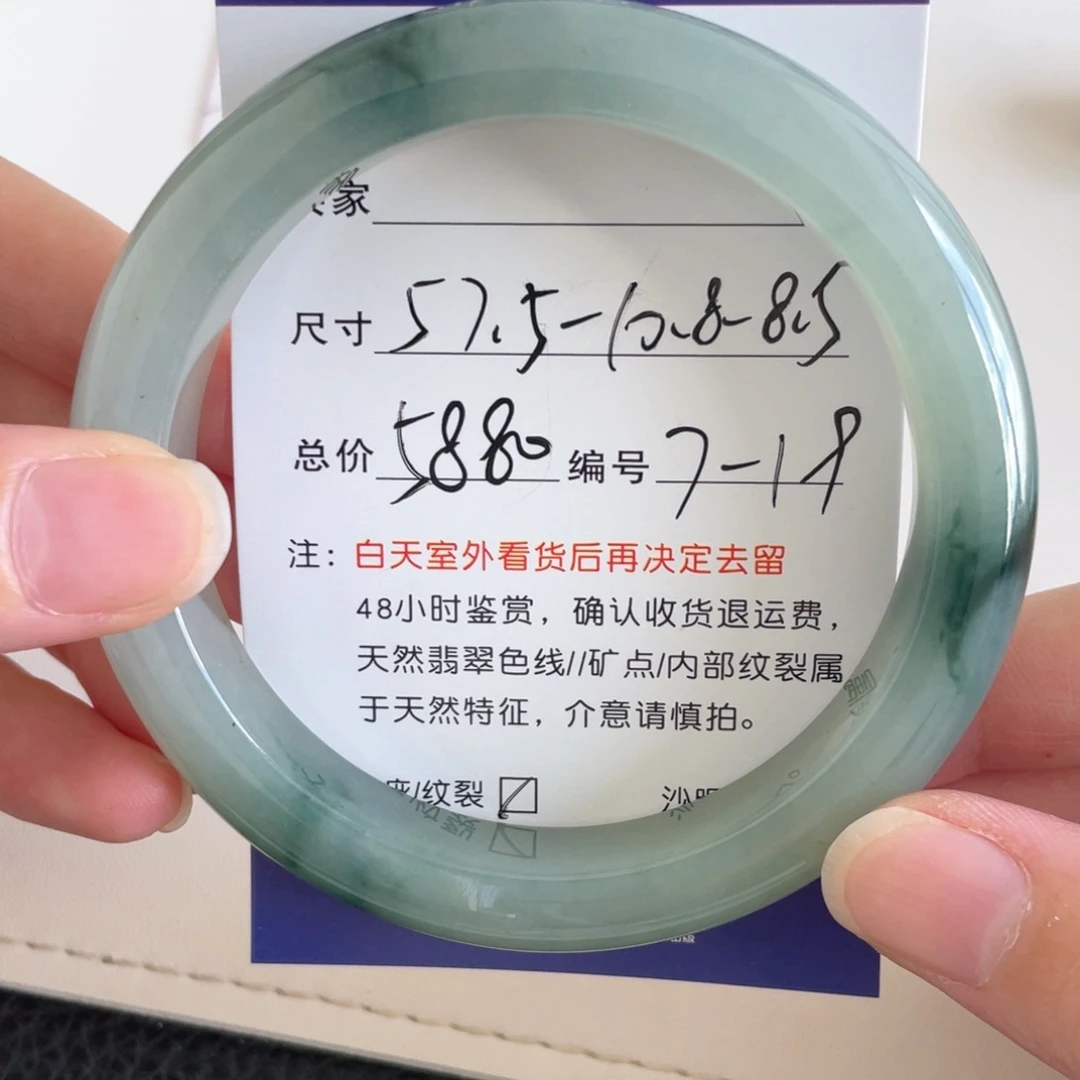 家
尺寸 57.5-10.8-8.5
总价 5880 编号 7-18
注：白天室外看货后再决定去留
48小时鉴赏，确认收货退运费，
天然翡翠色线//矿点/内部纹裂属
于天然特征，介意请慎拍。
/纹裂